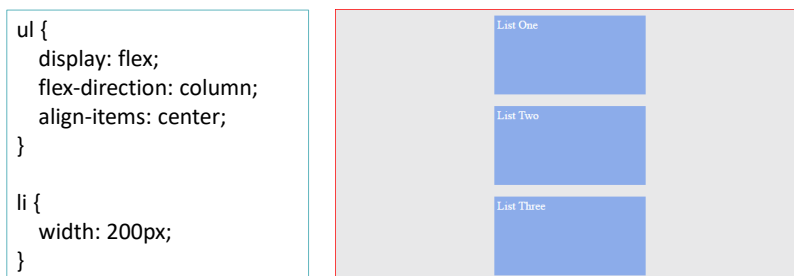 ul {
display: flex;
flex-direction: column;
align-items: center;
}
li {
width: 200px;
}
List One
List Two
List Three